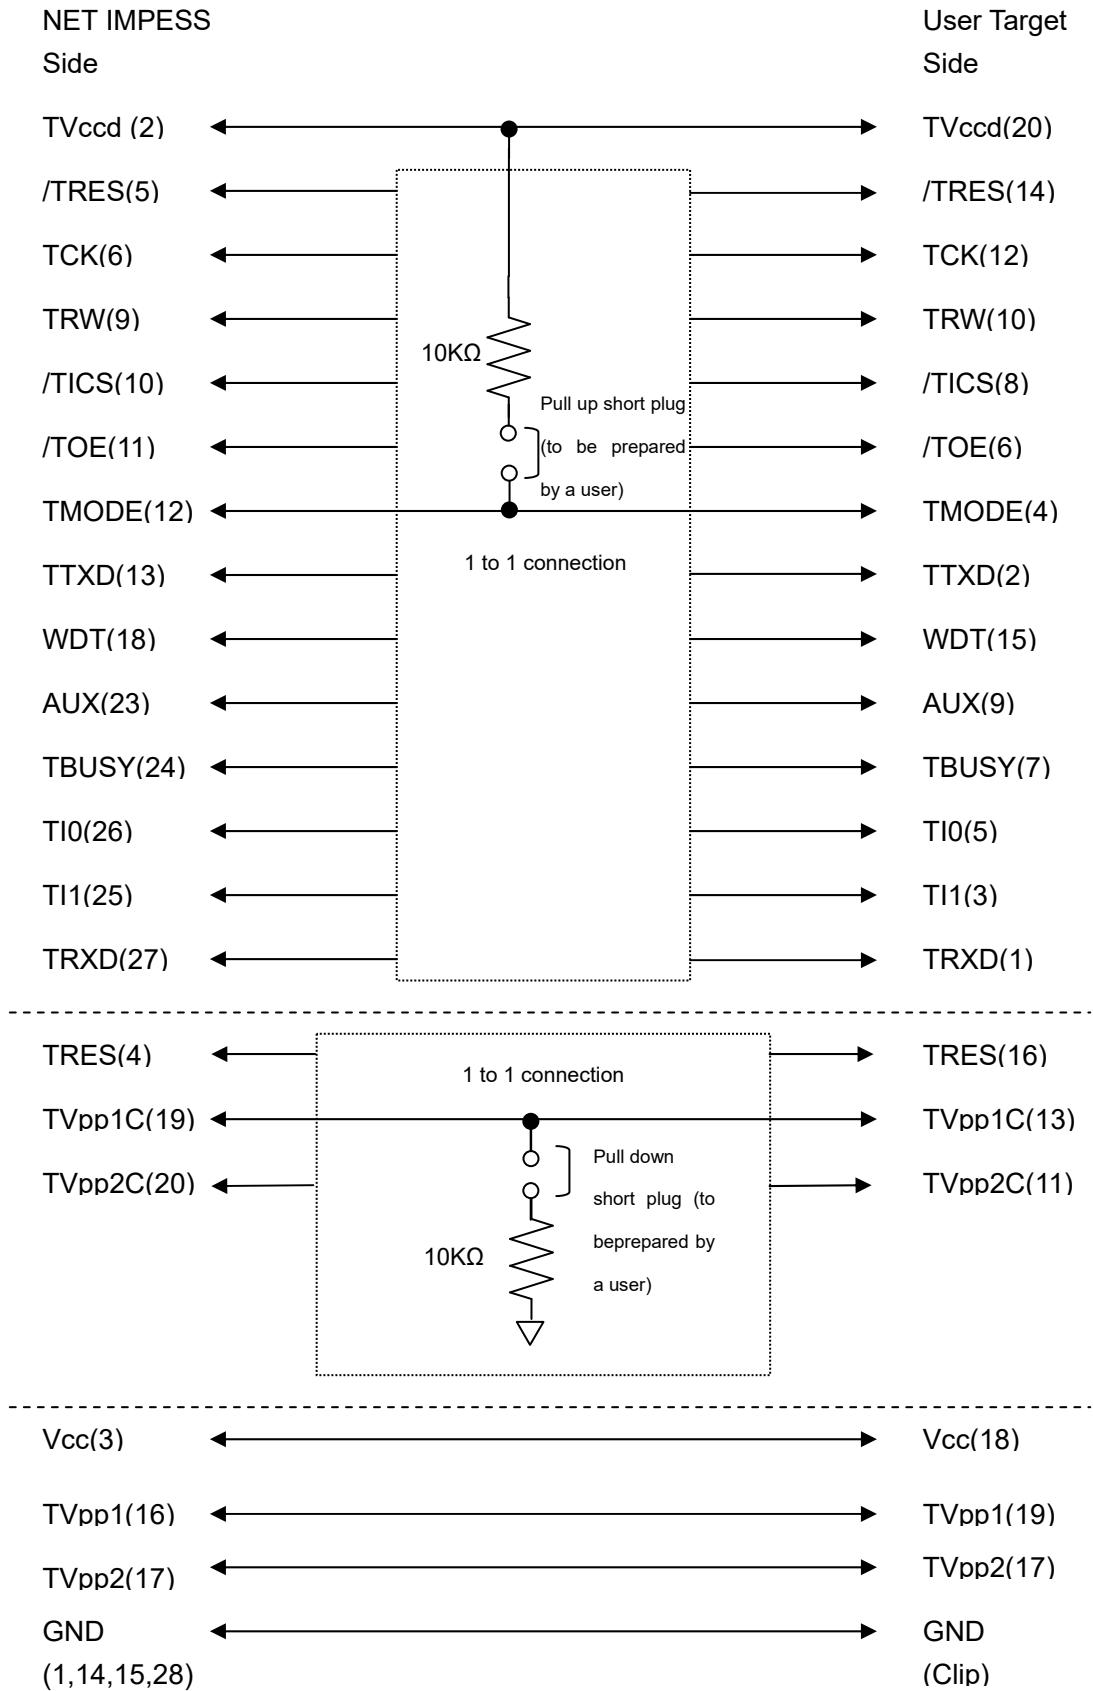 NET IMPESS
Side
User Target
Side
TVccd (2)
TVccd(20)
/TRES(5)
/TRES(14)
TCK(6)
TCK(12)
TRW(9)
TRW(10)
10KΩ
/TICS(10)
/TICS(8)
Pull up short plug
(to be prepared
by a user)
/TOE(11)
/TOE(6)
TMODE(12)
TMODE(4)
1 to 1 connection
TTXD(13)
TTXD(2)
WDT(18)
WDT(15)
AUX(23)
AUX(9)
TBUSY(24)
TBUSY(7)
TI0(26)
TI0(5)
TI1(25)
TI1(3)
TRXD(27)
TRXD(1)
TRES(4)
TRES(16)
1 to 1 connection
TVpp1C(19)
TVpp1C(13)
Pull down
short plug (to
beprepared by
a user)
TVpp2C(20)
TVpp2C(11)
10KΩ
Vcc(3)
Vcc(18)
TVpp1(16)
TVpp1(19)
TVpp2(17)
TVpp2(17)
GND
(1,14,15,28)
GND
(Clip)